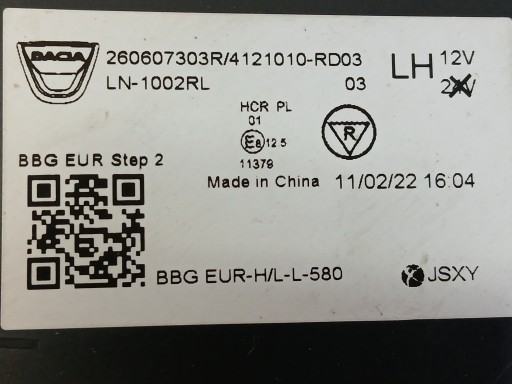 DACIA
260607303R/4121010-RD03
LH 12V
LN-1002RL 03
HCR PL
01
E8 12.5
R
11379
BBG EUR Step 2
Made in China 11/02/22 16:04
BBG EUR-H/L-L-580
JSXY